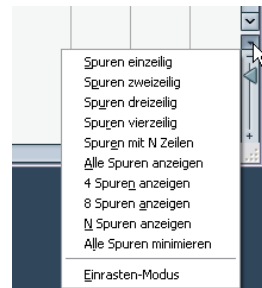 Spuren einzeilig
Spuren zweizeilig
Spuren dreizeilig
Spuren vierzeilig
Spuren mit N Zeilen
Alle Spuren anzeigen
4 Spuren anzeigen
8 Spuren anzeigen
N Spuren anzeigen
Alle Spuren minimieren
Einrasten-Modus